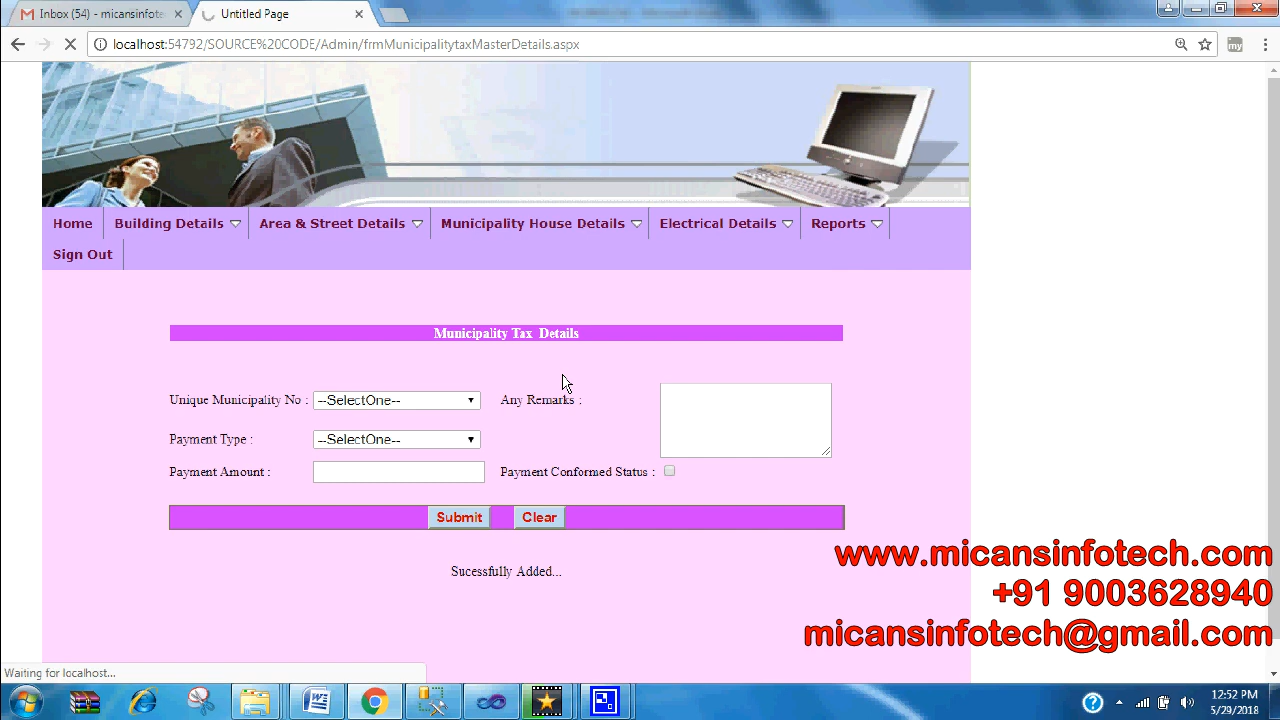 Inbox (54) - micansinfote
Untitled Page
localhost:54792/SOURCE%20CODE/Admin/frmMunicipalitytaxMasterDetails.aspx
my
Home
Building Details
Area & Street Details
Municipality House Details
Electrical Details
Reports
Sign Out
Municipality Tax Details
Unique Municipality No :
--SelectOne--
Any Remarks :
Payment Type :
--SelectOne--
Payment Amount :
Payment Conformed Status :
Submit
Clear
Sucessfully Added...
www.micansinfotech.com
+91 9003628940
micansinfotech@gmail.com
Waiting for localhost...
12:52 PM
5/29/2018